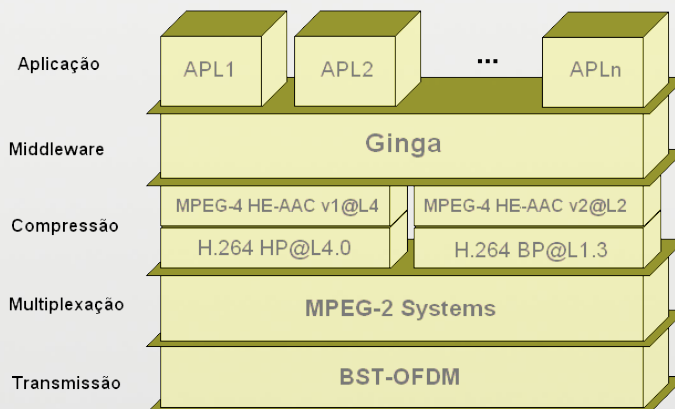 Aplicação
APL1
APL2
...
APLn
Middleware
Ginga
Compressão
MPEG-4 HE-AAC v1@L4
MPEG-4 HE-AAC v2@L2
H.264 HP@L4.0
H.264 BP@L1.3
Multiplexação
MPEG-2 Systems
Transmissão
BST-OFDM